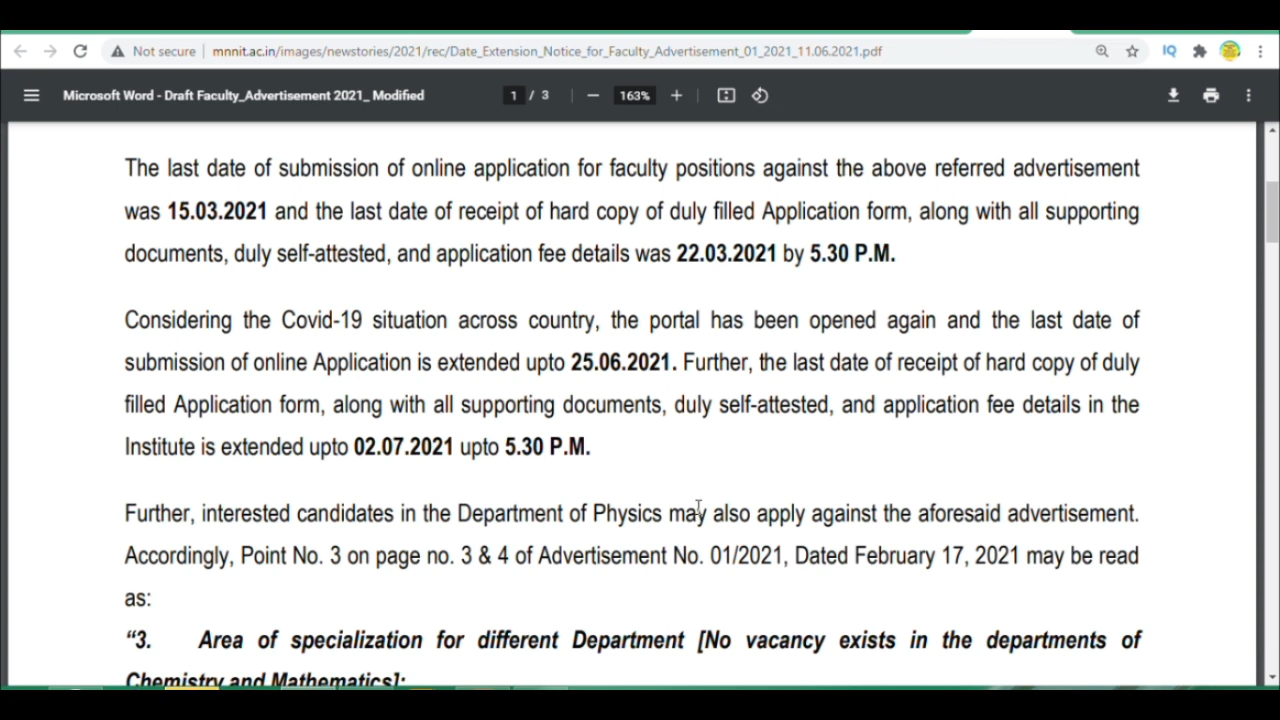 Not secure mnnit.ac.in/images/newstories/2021/rec/Date_Extension_Notice_for_Faculty_Advertisement_01_2021_11.06.2021.pdf
IQ
Microsoft Word - Draft Faculty_Advertisement 2021_ Modified 1 / 3 163%
The last date of submission of online application for faculty positions against the above referred advertisement
was 15.03.2021 and the last date of receipt of hard copy of duly filled Application form, along with all supporting
documents, duly self-attested, and application fee details was 22.03.2021 by 5.30 P.M.
Considering the Covid-19 situation across country, the portal has been opened again and the last date of
submission of online Application is extended upto 25.06.2021. Further, the last date of receipt of hard copy of duly
filled Application form, along with all supporting documents, duly self-attested, and application fee details in the
Institute is extended upto 02.07.2021 upto 5.30 P.M.
Further, interested candidates in the Department of Physics may also apply against the aforesaid advertisement.
Accordingly, Point No. 3 on page no. 3 & 4 of Advertisement No. 01/2021, Dated February 17, 2021 may be read
as:
“3. Area of specialization for different Department [No vacancy exists in the departments of
Chemistry and Mathematics]: